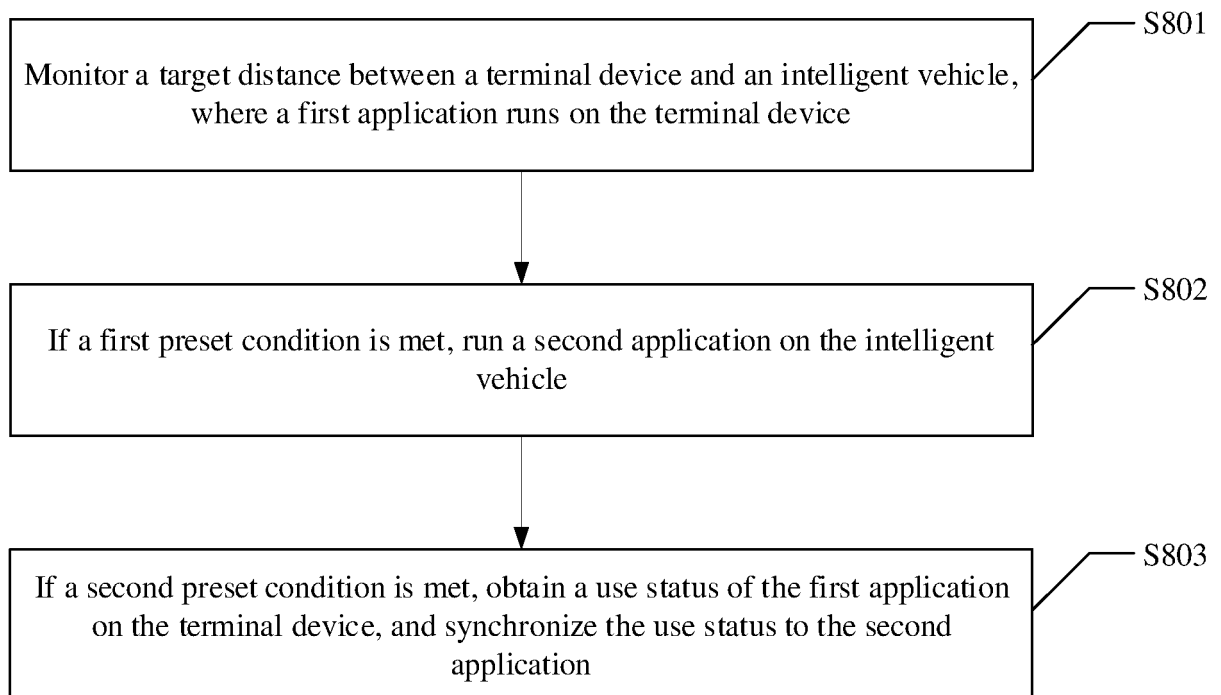 S801
Monitor a target distance between a terminal device and an intelligent vehicle,
where a first application runs on the terminal device
S802
If a first preset condition is met, run a second application on the intelligent
vehicle
S803
If a second preset condition is met, obtain a use status of the first application
on the terminal device, and synchronize the use status to the second
application